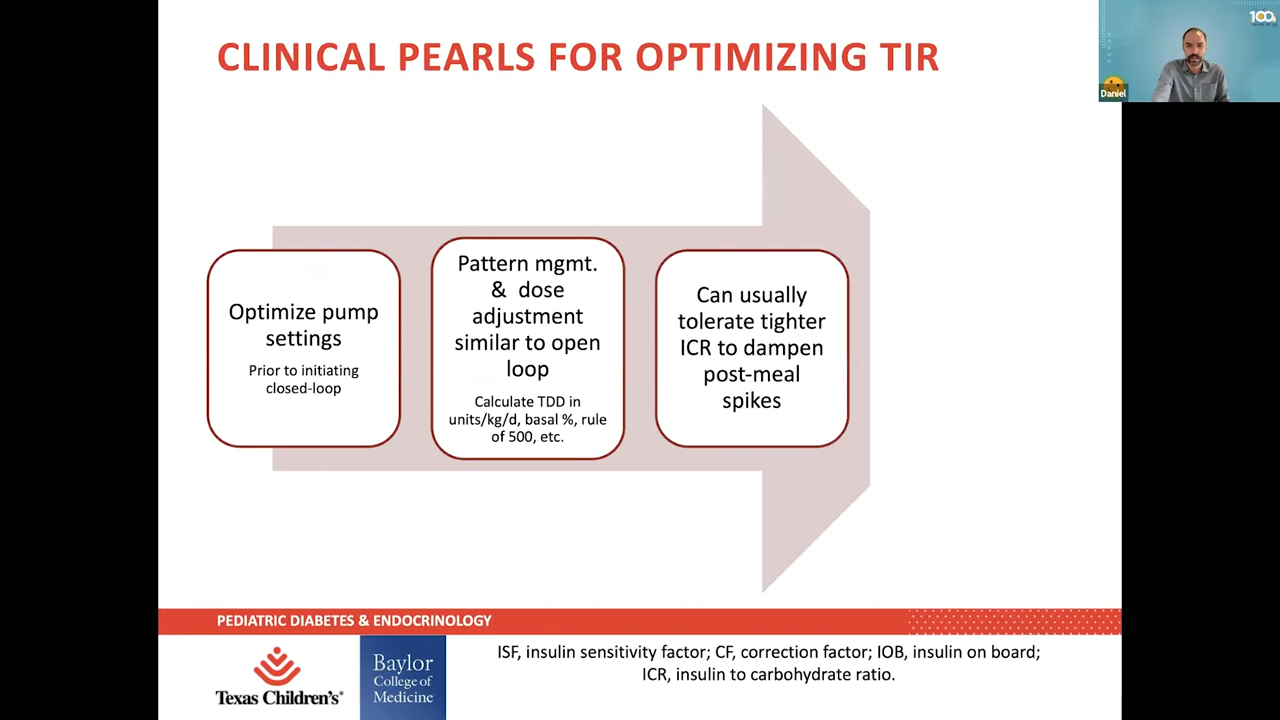 CLINICAL PEARLS FOR OPTIMIZING TIR
100
Daniel
Optimize pump
settings
Prior to initiating
closed-loop
Pattern mgmt.
& dose
adjustment
similar to open
loop
Calculate TDD in
units/kg/d, basal %, rule
of 500, etc.
Can usually
tolerate tighter
ICR to dampen
post-meal
spikes
PEDIATRIC DIABETES & ENDOCRINOLOGY
Texas Children's®
Baylor
College of
Medicine
ISF, insulin sensitivity factor; CF, correction factor; IOB, insulin on board;
ICR, insulin to carbohydrate ratio.